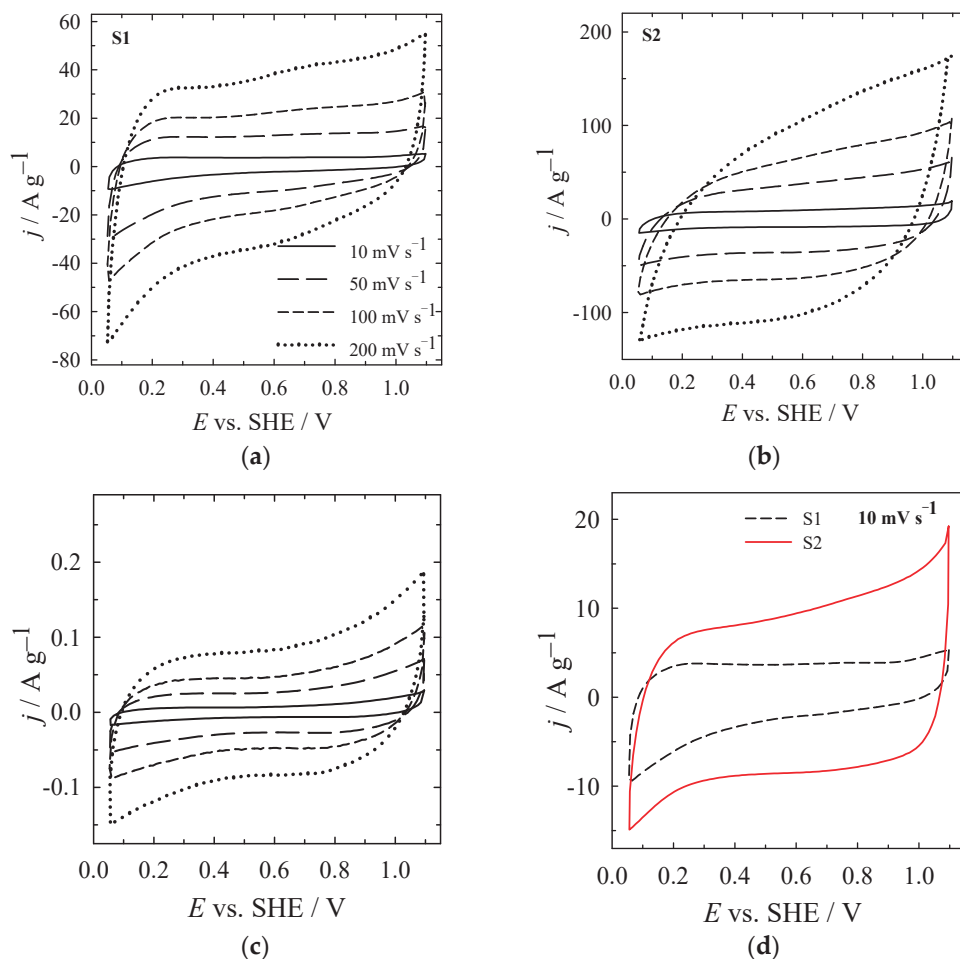 S1
60
40
20
0
-20
-40
-60
-80
j / A g−1
10 mV s−1
50 mV s−1
100 mV s−1
200 mV s−1
0.0 0.2 0.4 0.6 0.8 1.0
E vs. SHE / V
(a)
S2
200
100
0
-100
j / A g−1
0.0 0.2 0.4 0.6 0.8 1.0
E vs. SHE / V
(b)
0.2
0.1
0.0
-0.1
j / A g−1
0.0 0.2 0.4 0.6 0.8 1.0
E vs. SHE / V
(c)
S1 10 mV s−1
S2
20
10
0
-10
j / A g−1
0.0 0.2 0.4 0.6 0.8 1.0
E vs. SHE / V
(d)